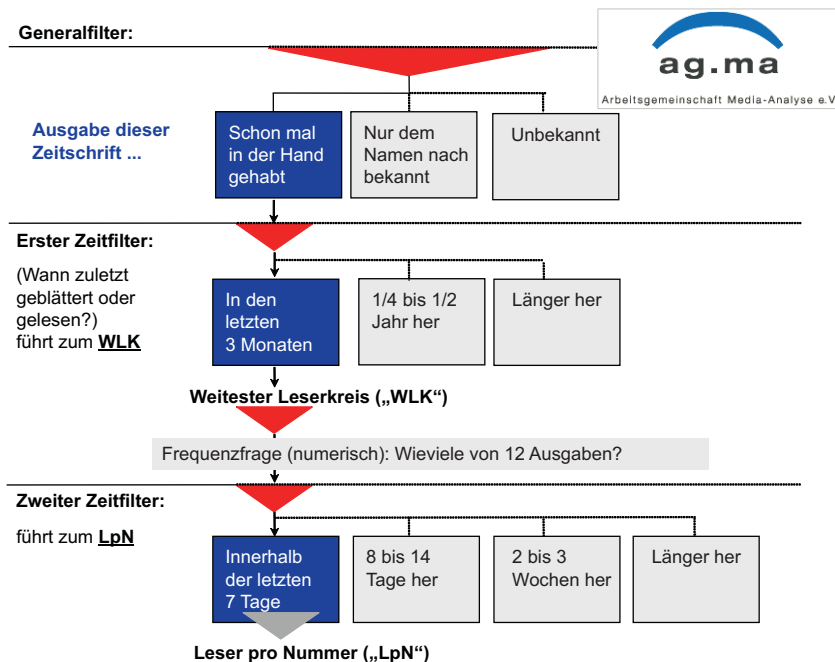 Generalfilter:
ag.ma
Arbeitsgemeinschaft Media-Analyse e.V
Ausgabe dieser
Zeitschrift ...
Schon mal
in der Hand
gehabt
Nur dem
Namen nach
bekannt
Unbekannt
Erster Zeitfilter:
(Wann zuletzt
geblättert oder
gelesen?)
führt zum WLK
In den
letzten
3 Monaten
1/4 bis 1/2
Jahr her
Länger her
Weitester Leserkreis („WLK“)
Frequenzfrage (numerisch): Wieviele von 12 Ausgaben?
Zweiter Zeitfilter:
führt zum LpN
Innerhalb
der letzten
7 Tage
8 bis 14
Tage her
2 bis 3
Wochen her
Länger her
Leser pro Nummer („LpN“)